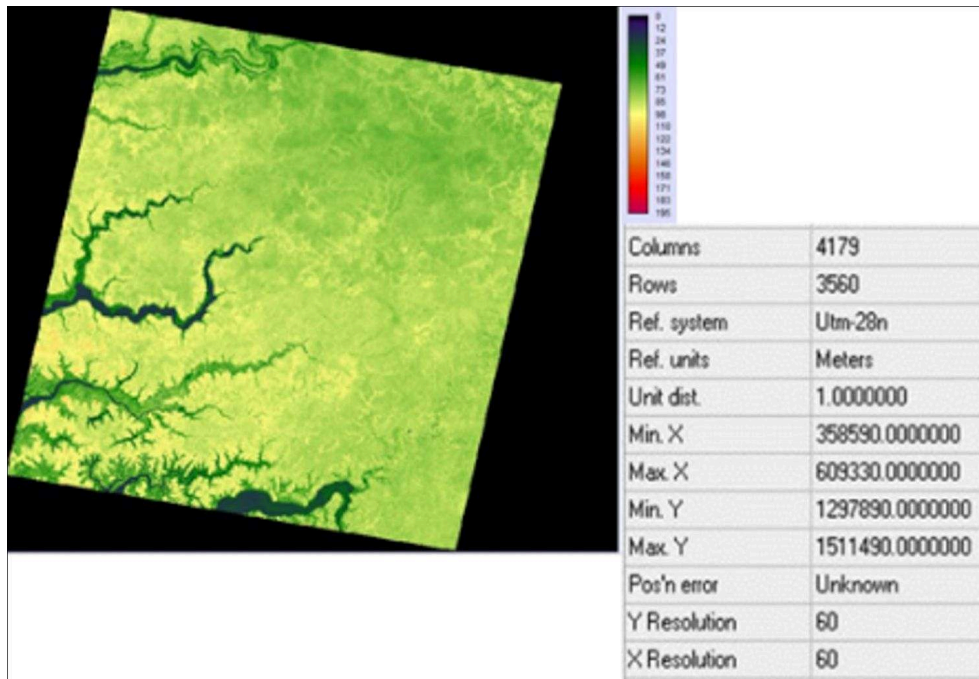 0
12
24
37
49
61
73
85
98
110
122
134
146
158
171
183
195
Columns 4179
Rows 3560
Ref. system Utm-28n
Ref. units Meters
Unit dist. 1.0000000
Min. X 358590.0000000
Max. X 609330.0000000
Min. Y 1297890.0000000
Max. Y 1511490.0000000
Pos'n error Unknown
Y Resolution 60
X Resolution 60